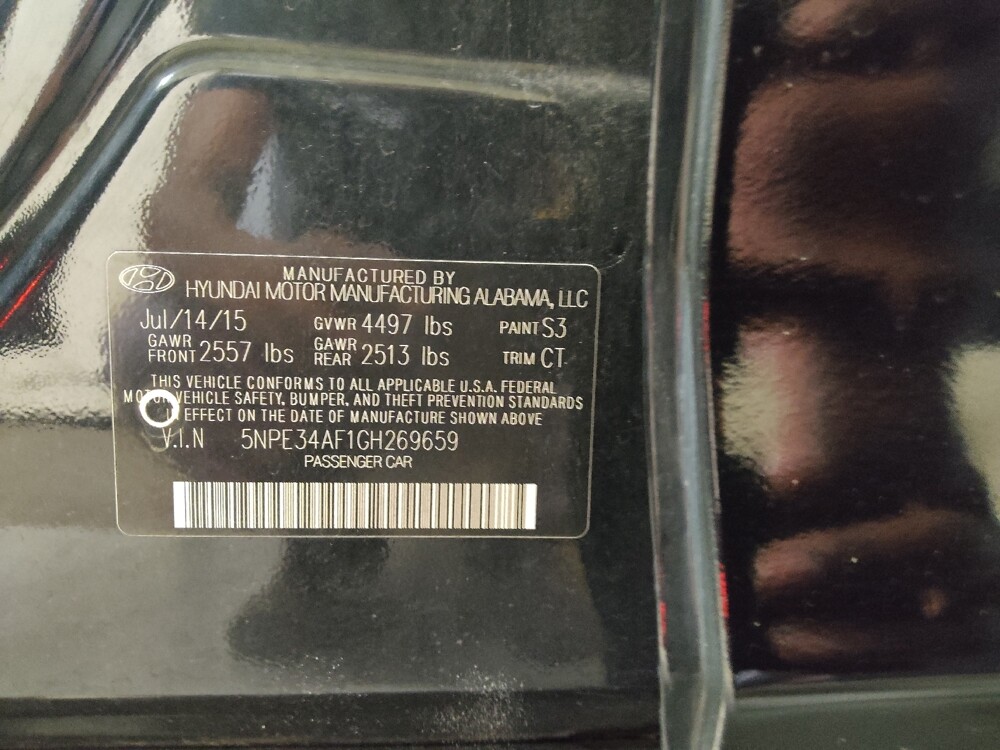 MANUFACTURED BY
HYUNDAI MOTOR MANUFACTURING ALABAMA, LLC
Jul/14/15 GVWR 4497 lbs PAINT S3
GAWR FRONT 2557 lbs GAWR REAR 2513 lbs TRIM CT
THIS VEHICLE CONFORMS TO ALL APPLICABLE U.S.A. FEDERAL
MOTOR VEHICLE SAFETY, BUMPER, AND THEFT PREVENTION STANDARDS
IN EFFECT ON THE DATE OF MANUFACTURE SHOWN ABOVE
V.I.N 5NPE34AF1GH269659
PASSENGER CAR